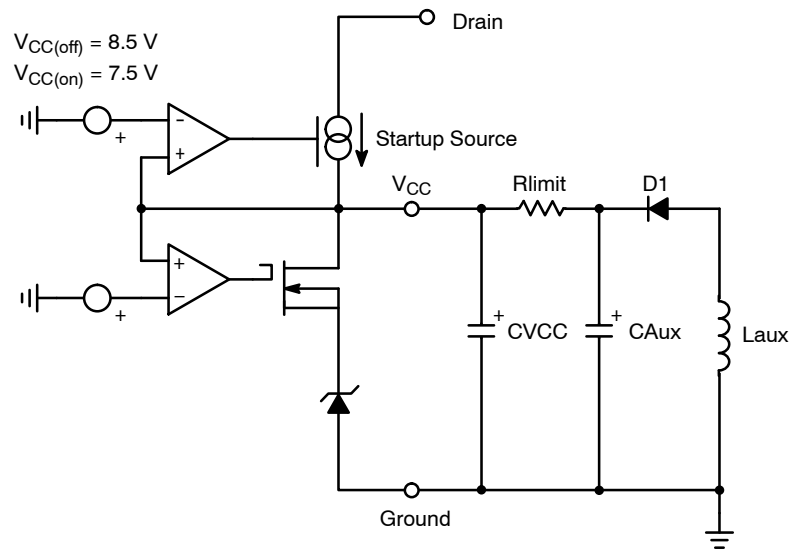 Drain
VCC(off) = 8.5 V
VCC(on) = 7.5 V
−
+
+
Startup Source
VCC
Rlimit
D1
+
−
+
+
CVCC
+
CAux
Laux
Ground